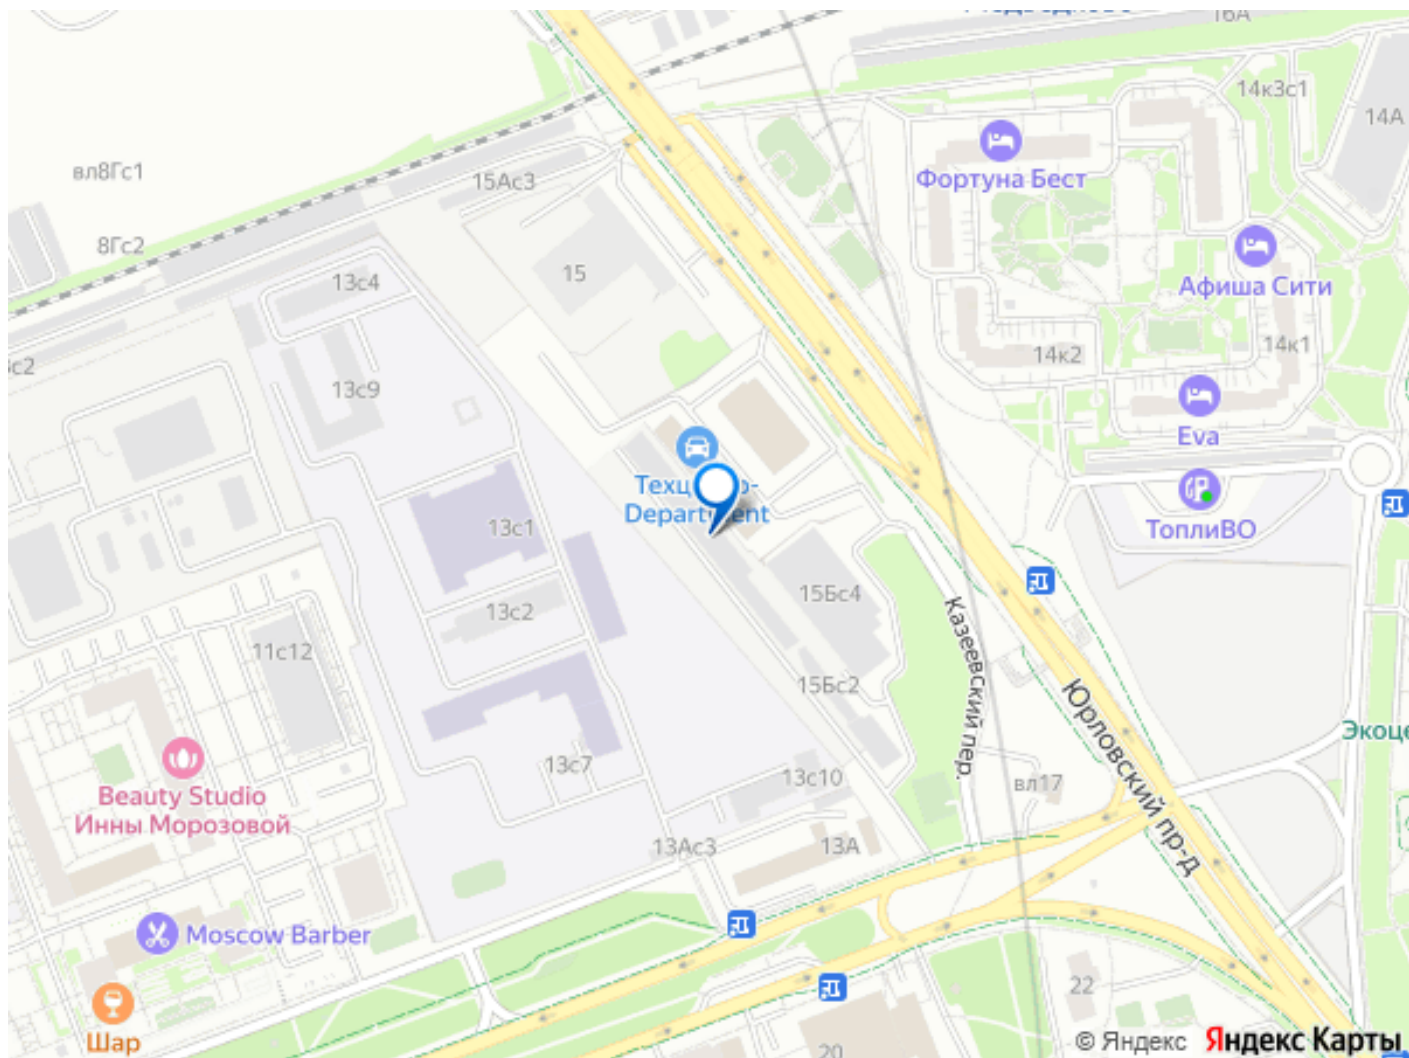 16А
14к3с1
14А
вл8Гс1
15Ас3
Фортуна Бест
8Гс2
15
13с4
Афиша Сити
14к2
14к1
13с9
Eva
Department
13с1
ТоплиВО
15Бс4
13с2
Казеевский пер.
11с12
15Бс2
Юрловский пр-д
13с7
13с10
вл17
Beauty Studio
Инны Морозовой
13Ас3
13А
Moscow Barber
22
Шар
20
© Яндекс Яндекс Карты